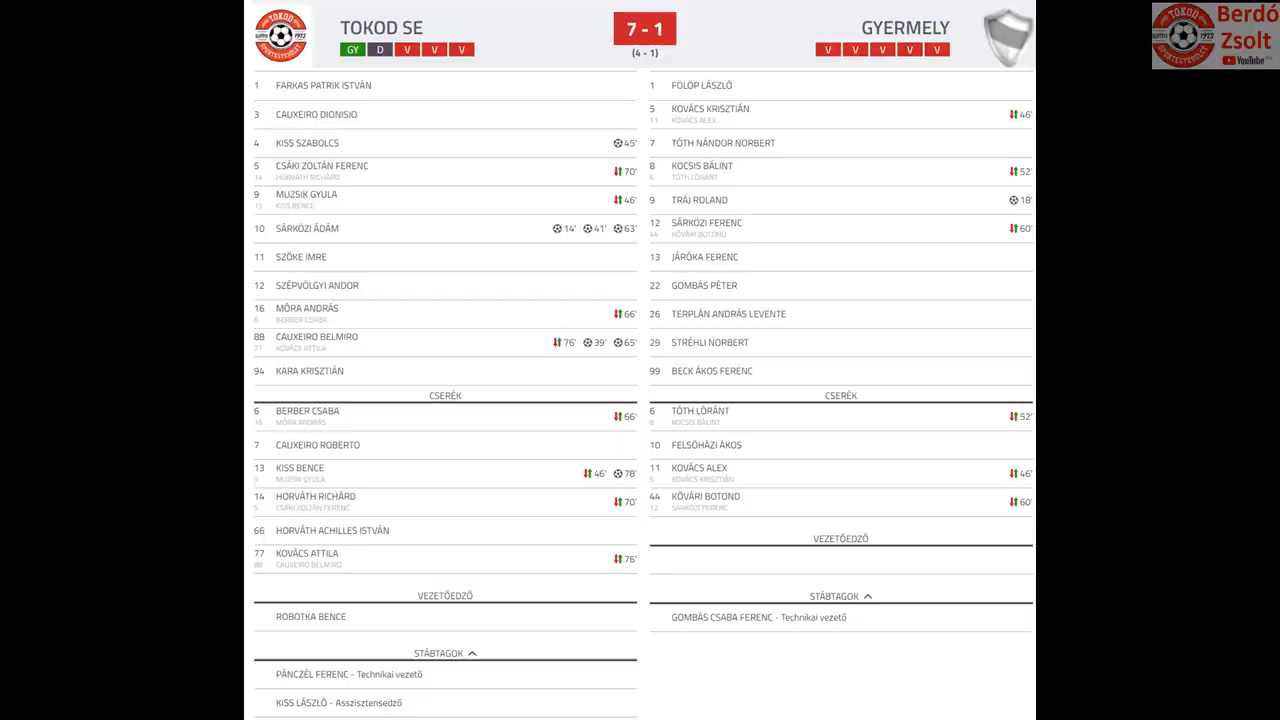 TOKOD
1922
SPORTEGYESÜLET
TOKOD SE
GY D V V V
7 - 1
(4 - 1)
GYERMELY
V V V V V
TOKOD
Berdó
Zsolt
YouTube
1 FARKAS PATRIK ISTVÁN
3 CAUXEIRO DIONISIO
4 KISS SZABOLCS 45'
5 CSÁKI ZOLTÁN FERENC 70'
14 HORVÁTH RICHÁRD
9 MUZSIK GYULA 46'
13 KISS BENCE
10 SÁRKÖZI ÁDÁM 14' 41' 63'
11 SZŐKE IMRE
12 SZÉPVÖLGYI ANDOR
16 MÓRA ANDRÁS 66'
6 BERBER CSABA
88 CAUXEIRO BELMIRO 76' 39' 65'
77 KOVÁCS ATTILA
94 KARA KRISZTIÁN
CSERÉK
6 BERBER CSABA 66'
16 MÓRA ANDRÁS
7 CAUXEIRO ROBERTO
13 KISS BENCE 46' 78'
9 MUZSIK GYULA
14 HORVÁTH RICHÁRD 70'
5 CSÁKI ZOLTÁN FERENC
66 HORVÁTH ACHILLES ISTVÁN
77 KOVÁCS ATTILA 76'
88 CAUXEIRO BELMIRO
VEZETŐEDZŐ
ROBOTKA BENCE
STÁBTAGOK
PÁNCZÉL FERENC - Technikai vezető
KISS LÁSZLÓ - Asszisztensedző
1 FÖLÖP LÁSZLÓ
5 KOVÁCS KRISZTIÁN 46'
11 KOVÁCS ALEX
7 TÓTH NÁNDOR NORBERT
8 KOCSIS BÁLINT 52'
6 TÓTH LÓRÁNT
9 TRÁJ ROLAND 18'
12 SÁRKÖZI FERENC 60'
44 KŐVÁRI BOTOND
13 JÁRÓKA FERENC
22 GOMBÁS PÉTER
26 TERPLÁN ANDRÁS LEVENTE
29 STRÉHLI NORBERT
99 BECK ÁKOS FERENC
CSERÉK
6 TÓTH LÓRÁNT 52'
8 KOCSIS BÁLINT
10 FELSŐHÁZI ÁKOS
11 KOVÁCS ALEX 46'
5 KOVÁCS KRISZTIÁN
44 KŐVÁRI BOTOND 60'
12 SÁRKÖZI FERENC
VEZETŐEDZŐ
STÁBTAGOK
GOMBÁS CSABA FERENC - Technikai vezető